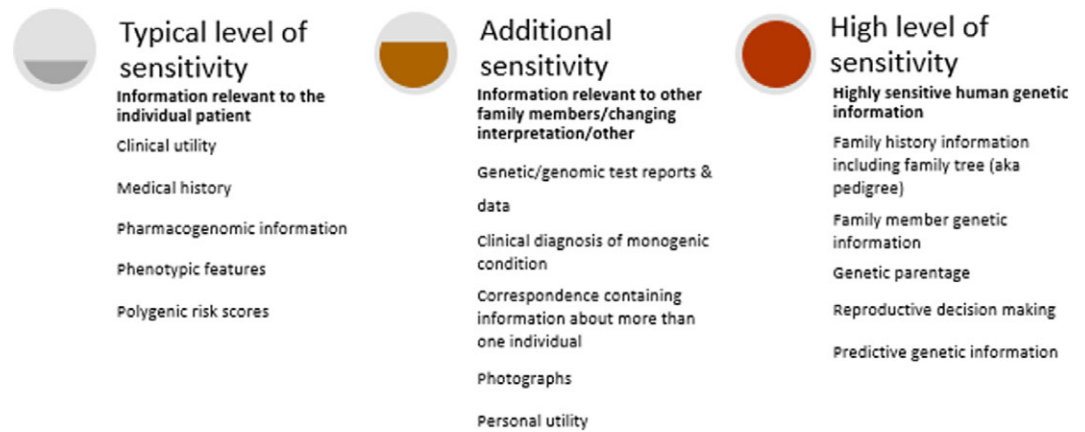 Typical level of
sensitivity
Information relevant to the
individual patient
Clinical utility
Medical history
Pharmacogenomic information
Phenotypic features
Polygenic risk scores
Additional
sensitivity
Information relevant to other
family members/changing
interpretation/other
Genetic/genomic test reports &
data
Clinical diagnosis of monogenic
condition
Correspondence containing
information about more than
one individual
Photographs
Personal utility
High level of
sensitivity
Highly sensitive human genetic
information
Family history information
including family tree (aka
pedigree)
Family member genetic
information
Genetic parentage
Reproductive decision making
Predictive genetic information